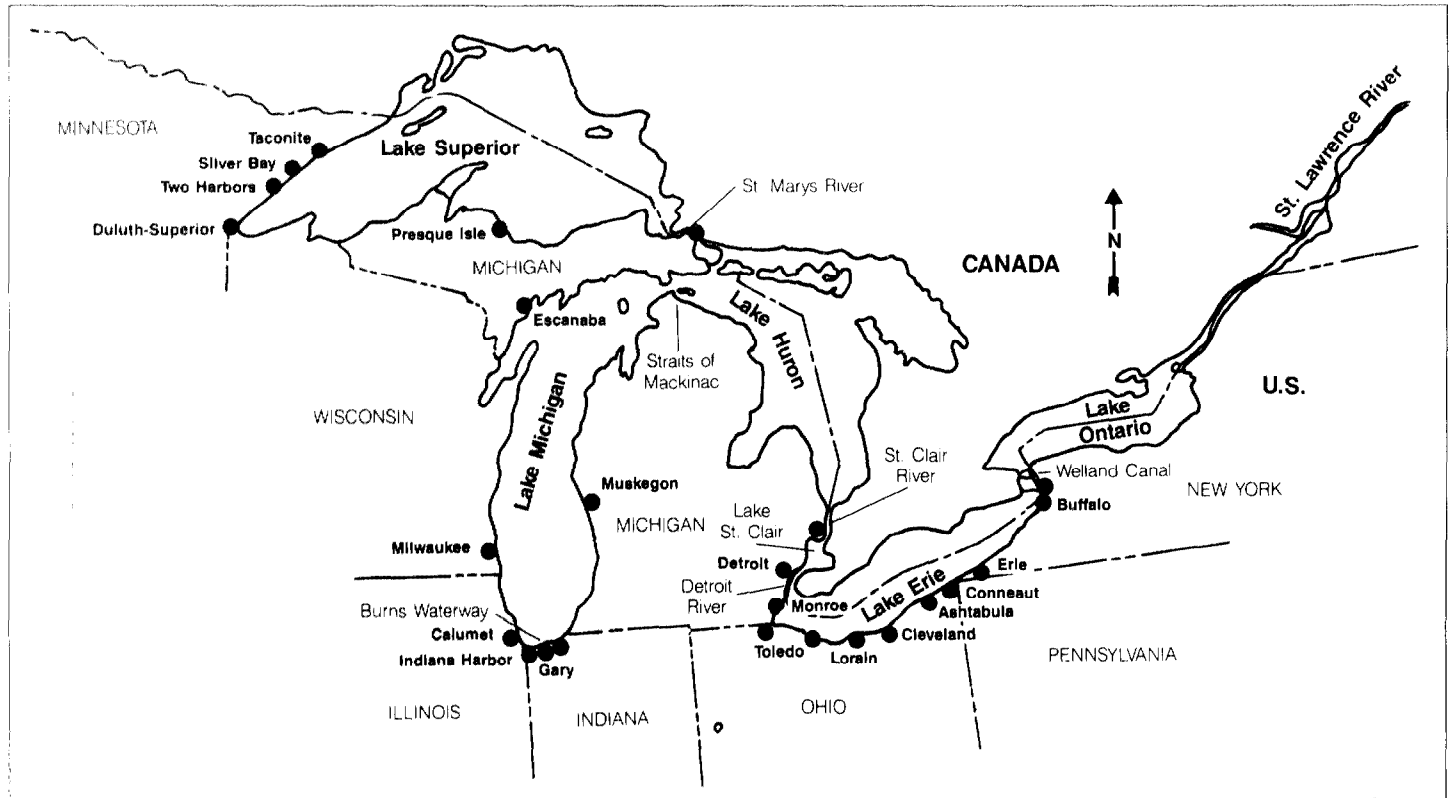 MINNESOTA
Taconite
Silver Bay
Two Harbors
Duluth-Superior
Lake Superior
Presque Isle
MICHIGAN
St. Marys River
CANADA
N
St. Lawrence River
Escanaba
Straits of
Mackinac
Lake Huron
U.S.
WISCONSIN
Lake Michigan
Muskegon
MICHIGAN
Lake
St. Clair
St. Clair
River
Lake
Ontario
Welland Canal
NEW YORK
Buffalo
Milwaukee
Detroit
Detroit
River
Monroe
Lake Erie
Erie
Conneaut
Ashtabula
Cleveland
Lorain
Toledo
Burns Waterway
Calumet
Indiana Harbor
Gary
PENNSYLVANIA
ILLINOIS
INDIANA
OHIO